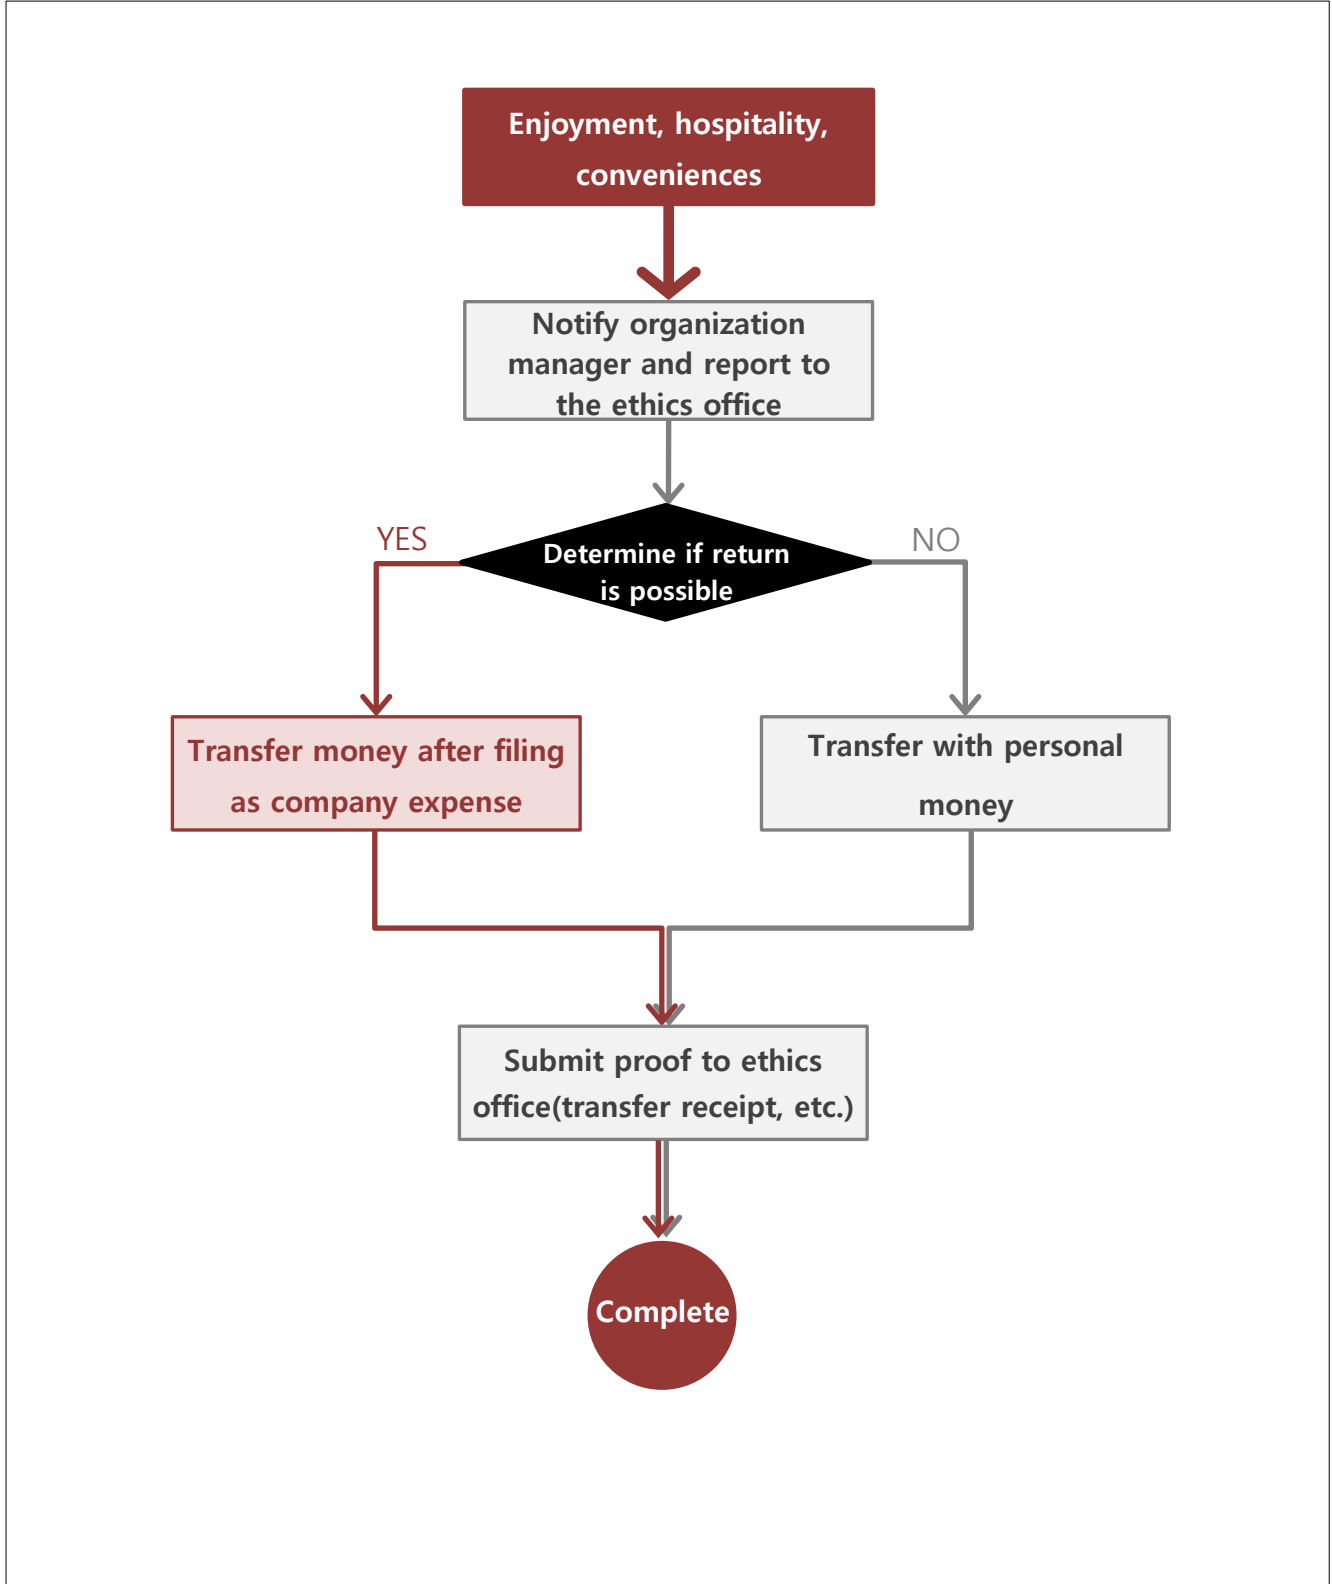 Enjoyment, hospitality,
conveniences
Notify organization
manager and report to
the ethics office
YES
NO
Determine if return
is possible
Transfer money after filing
as company expense
Transfer with personal
money
Submit proof to ethics
office(transfer receipt, etc.)
Complete